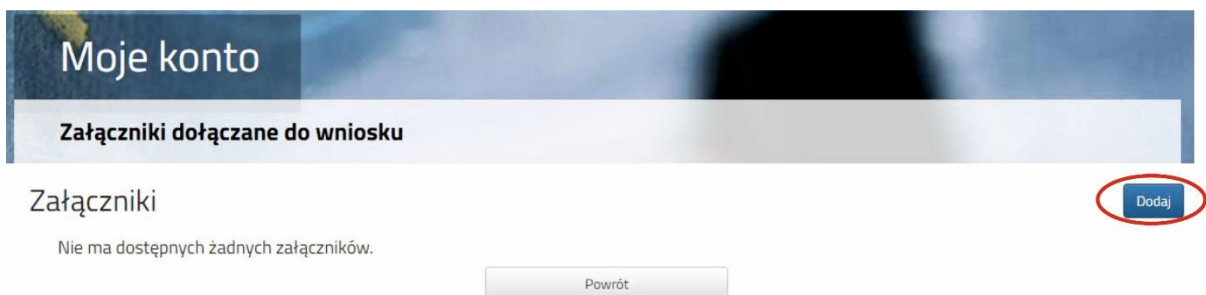 Moje konto
Załączniki dołączane do wniosku
Załączniki
Dodaj
Nie ma dostępnych żadnych załączników.
Powrót